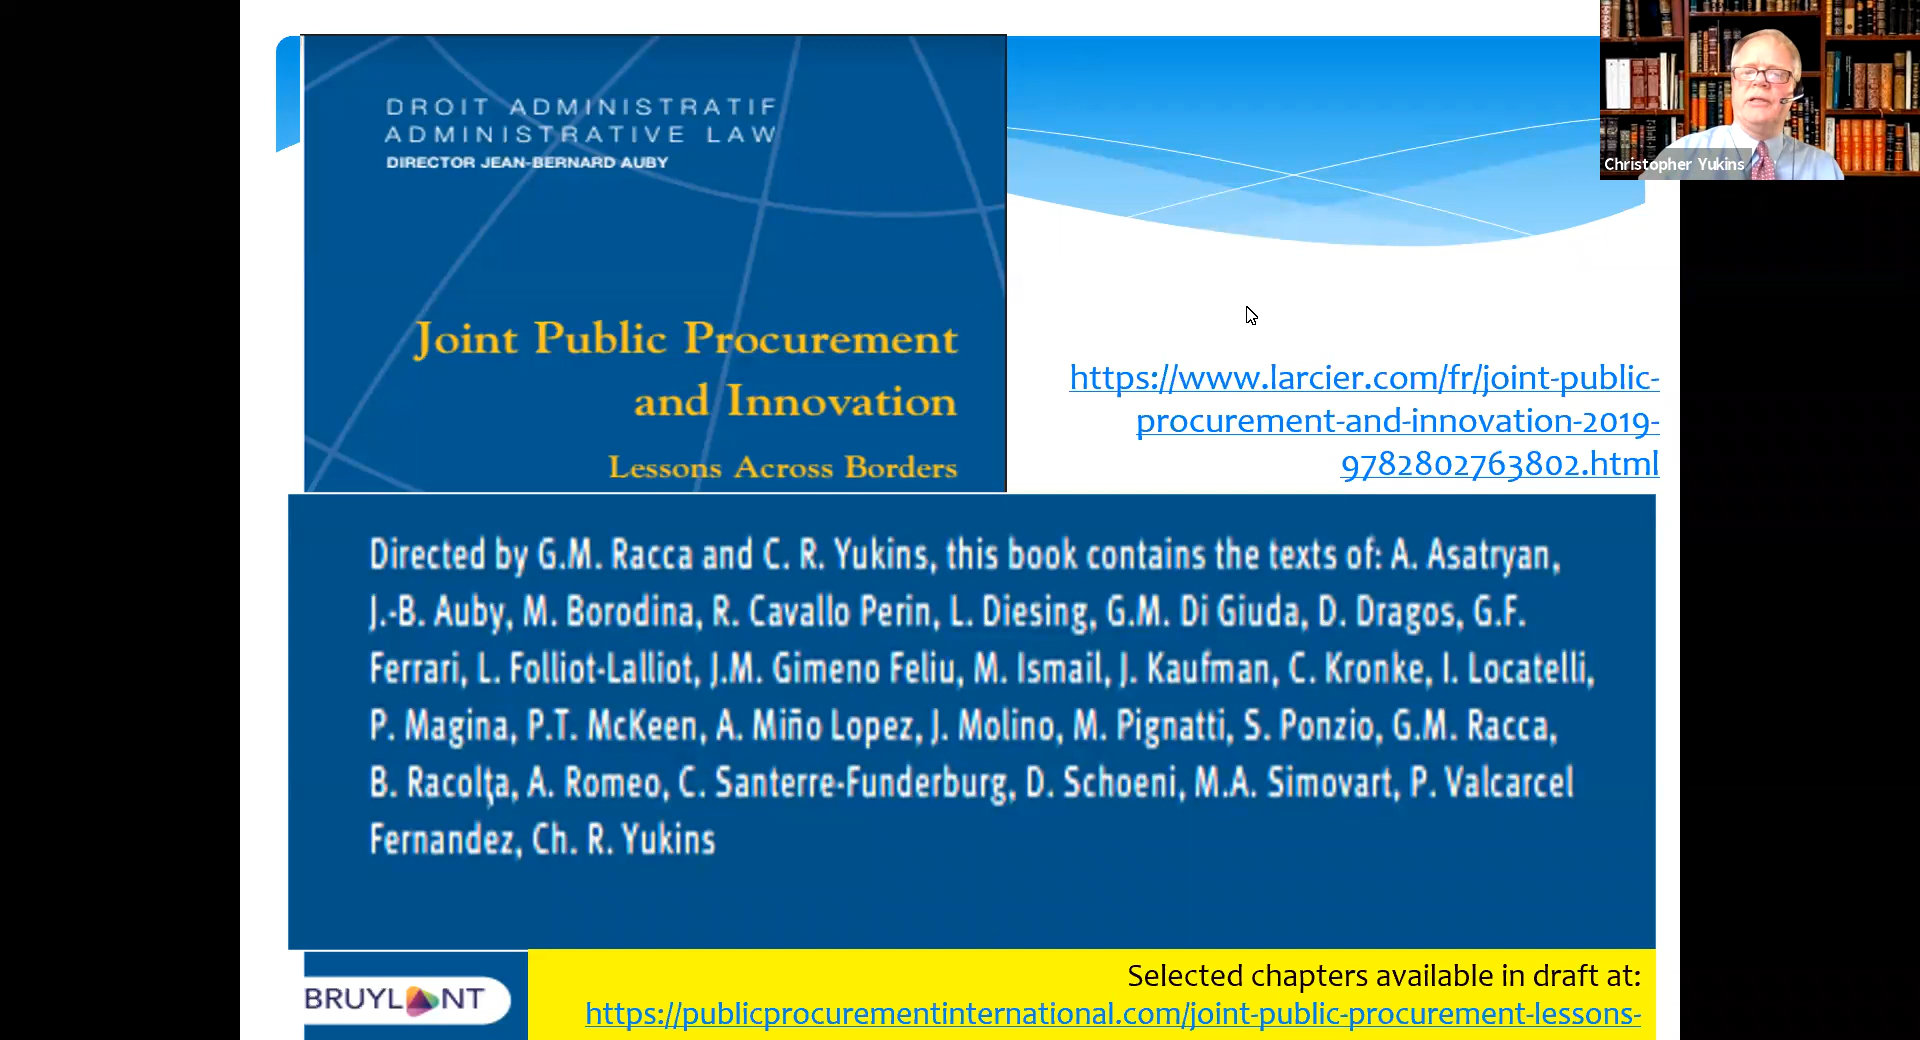 DROIT ADMINISTRATIF
ADMINISTRATIVE LAW
DIRECTOR JEAN-BERNARD AUBY
Joint Public Procurement
and Innovation
Lessons Across Borders
Christopher Yukins
https://www.larcier.com/fr/joint-public-
procurement-and-innovation-2019-
9782802763802.html
Directed by G.M. Racca and C. R. Yukins, this book contains the texts of: A. Asatryan,
J.-B. Auby, M. Borodina, R. Cavallo Perin, L. Diesing, G.M. Di Giuda, D. Dragos, G.F.
Ferrari, L. Folliot-Lalliot, J.M. Gimeno Feliu, M. Ismail, J. Kaufman, C. Kronke, I. Locatelli,
P. Magina, P.T. McKeen, A. Miño Lopez, J. Molino, M. Pignatti, S. Ponzio, G.M. Racca,
B. Racolța, A. Romeo, C. Santerre-Funderburg, D. Schoeni, M.A. Simovart, P. Valcarcel
Fernandez, Ch. R. Yukins
BRUYLANT
Selected chapters available in draft at:
https://publicprocurementinternational.com/joint-public-procurement-lessons-